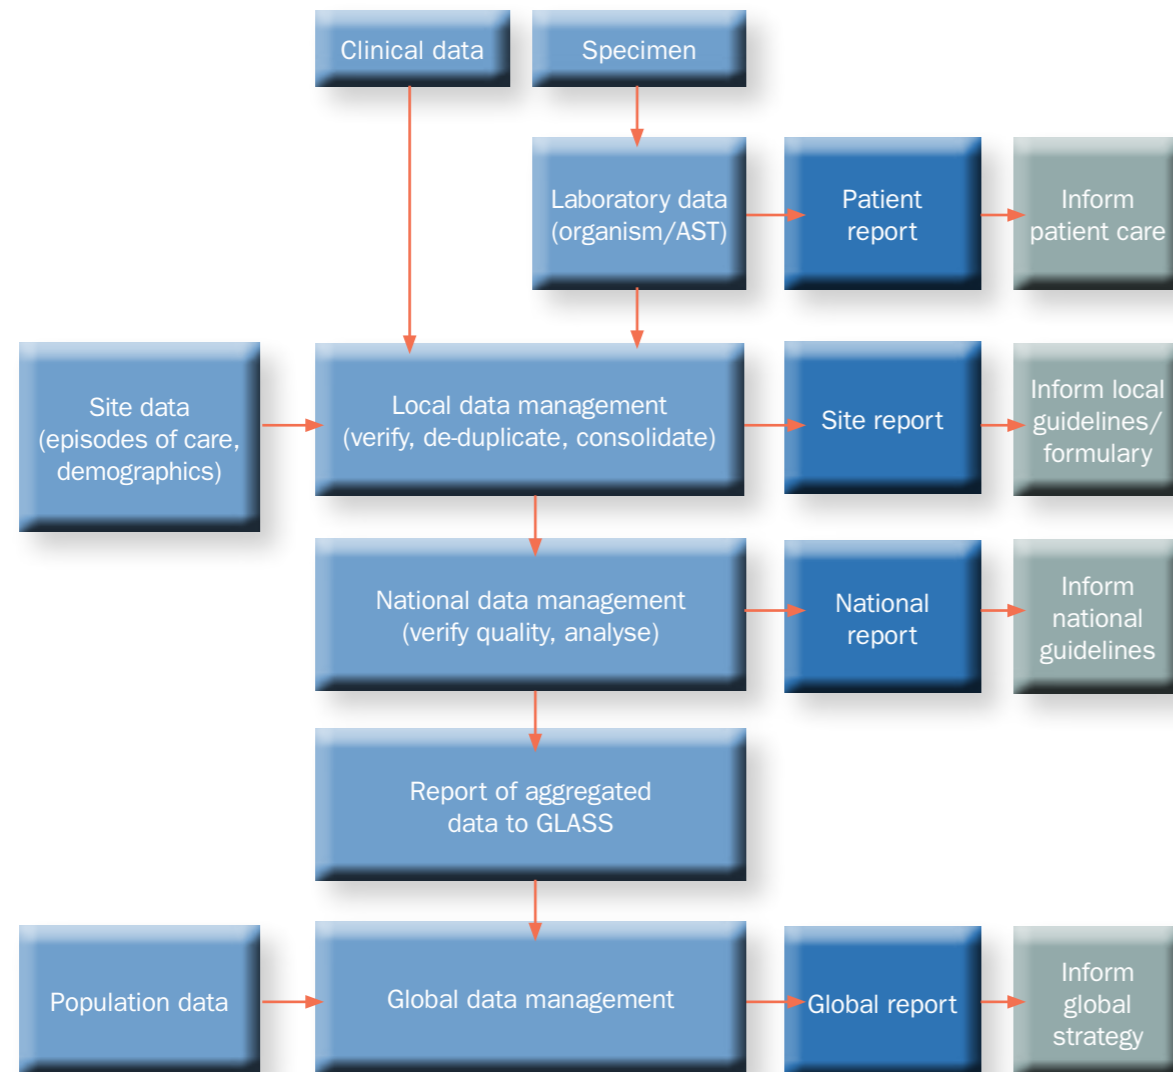 Clinical data
Specimen
Laboratory data
(organism/AST)
Patient
report
Inform
patient care
Site data
(episodes of care,
demographics)
Local data management
(verify, de-duplicate, consolidate)
Site report
Inform local
guidelines/
formulary
National data management
(verify quality, analyse)
National
report
Inform
national
guidelines
Report of aggregated
data to GLASS
Population data
Global data management
Global report
Inform
global
strategy